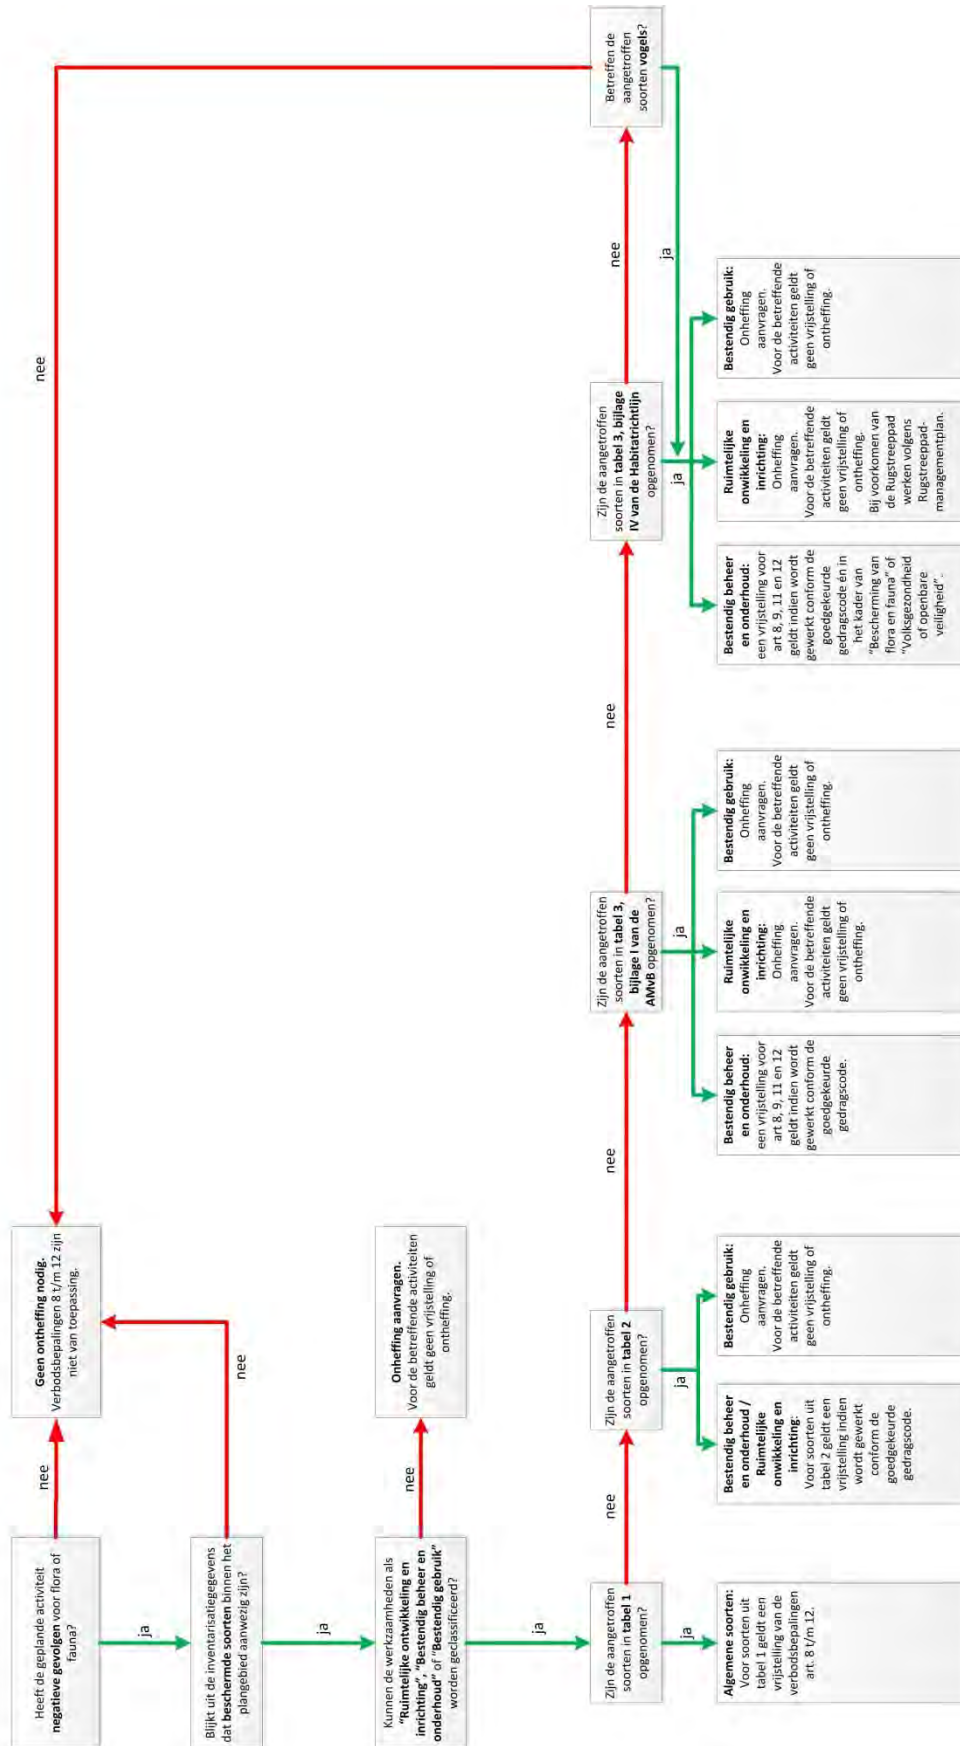 Heeft de geplande activiteit
negatieve gevolgen voor flora of
fauna?
nee
Geen ontheffing nodig.
Verbodsbepalingen 8 t/m 12 zijn
niet van toepassing.
nee
ja
Blijkt uit de inventarisatiegegevens
dat beschermde soorten binnen het
plangebied aanwezig zijn?
nee
ja
Kunnen de werkzaamheden als
"Ruimtelijke ontwikkeling en
inrichting", "Bestendig beheer en
onderhoud" of "Bestendig gebruik"
worden geclassificeerd?
nee
Onheffing aanvragen.
Voor de betreffende activiteiten
geldt geen vrijstelling of
ontheffing.
ja
Zijn de aangetroffen
soorten in tabel 1
opgenomen?
nee
Zijn de aangetroffen
soorten in tabel 2
opgenomen?
nee
Zijn de aangetroffen
soorten in tabel 3,
bijlage I van de
AMvB opgenomen?
nee
Zijn de aangetroffen
soorten in tabel 3, bijlage
IV van de Habitatrichtlijn
opgenomen?
nee
Betreffen de
aangetroffen
soorten vogels?
ja
ja
ja
ja
ja
Algemene soorten:
Voor soorten uit
tabel 1 geldt een
vrijstelling van de
verbodsbepalingen
art. 8 t/m 12.
Bestendig beheer
en onderhoud /
Ruimtelijke
onwikkeling en
inrichting:
Voor soorten uit
tabel 2 geldt een
vrijstelling indien
wordt gewerkt
conform de
goedgekeurde
gedragscode.
Bestendig gebruik:
Onheffing
aanvragen.
Voor de betreffende
activiteiten geldt
geen vrijstelling of
ontheffing.
Bestendig beheer
en onderhoud:
een vrijstelling voor
art 8, 9, 11 en 12
geldt indien wordt
gewerkt conform de
goedgekeurde
gedragscode.
Ruimtelijke
onwikkeling en
inrichting:
Onheffing
aanvragen.
Voor de betreffende
activiteiten geldt
geen vrijstelling of
ontheffing.
Bestendig gebruik:
Onheffing
aanvragen.
Voor de betreffende
activiteiten geldt
geen vrijstelling of
ontheffing.
Bestendig beheer
en onderhoud:
een vrijstelling voor
art 8, 9, 11 en 12
geldt indien wordt
gewerkt conform de
goedgekeurde
gedragscode én in
het kader van
"Bescherming van
flora en fauna" of
"Volksgezondheid
of openbare
veiligheid".
Ruimtelijke
onwikkeling en
inrichting:
Onheffing
aanvragen.
Voor de betreffende
activiteiten geldt
geen vrijstelling of
ontheffing.
Bij voorkomen van
de Rugstreeppad
werken volgens
Rugstreeppad-
managementplan.
Bestendig gebruik:
Onheffing
aanvragen.
Voor de betreffende
activiteiten geldt
geen vrijstelling of
ontheffing.